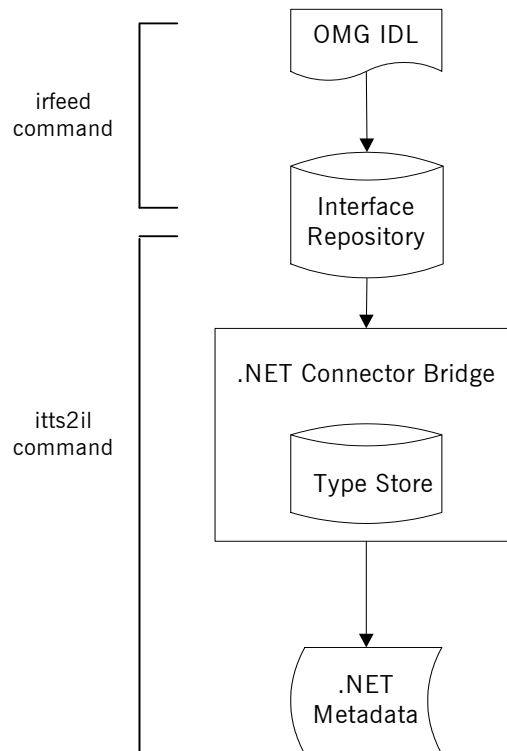 OMG IDL
irfeed
command
Interface
Repository
.NET Connector Bridge
itts2il
command
Type Store
.NET
Metadata